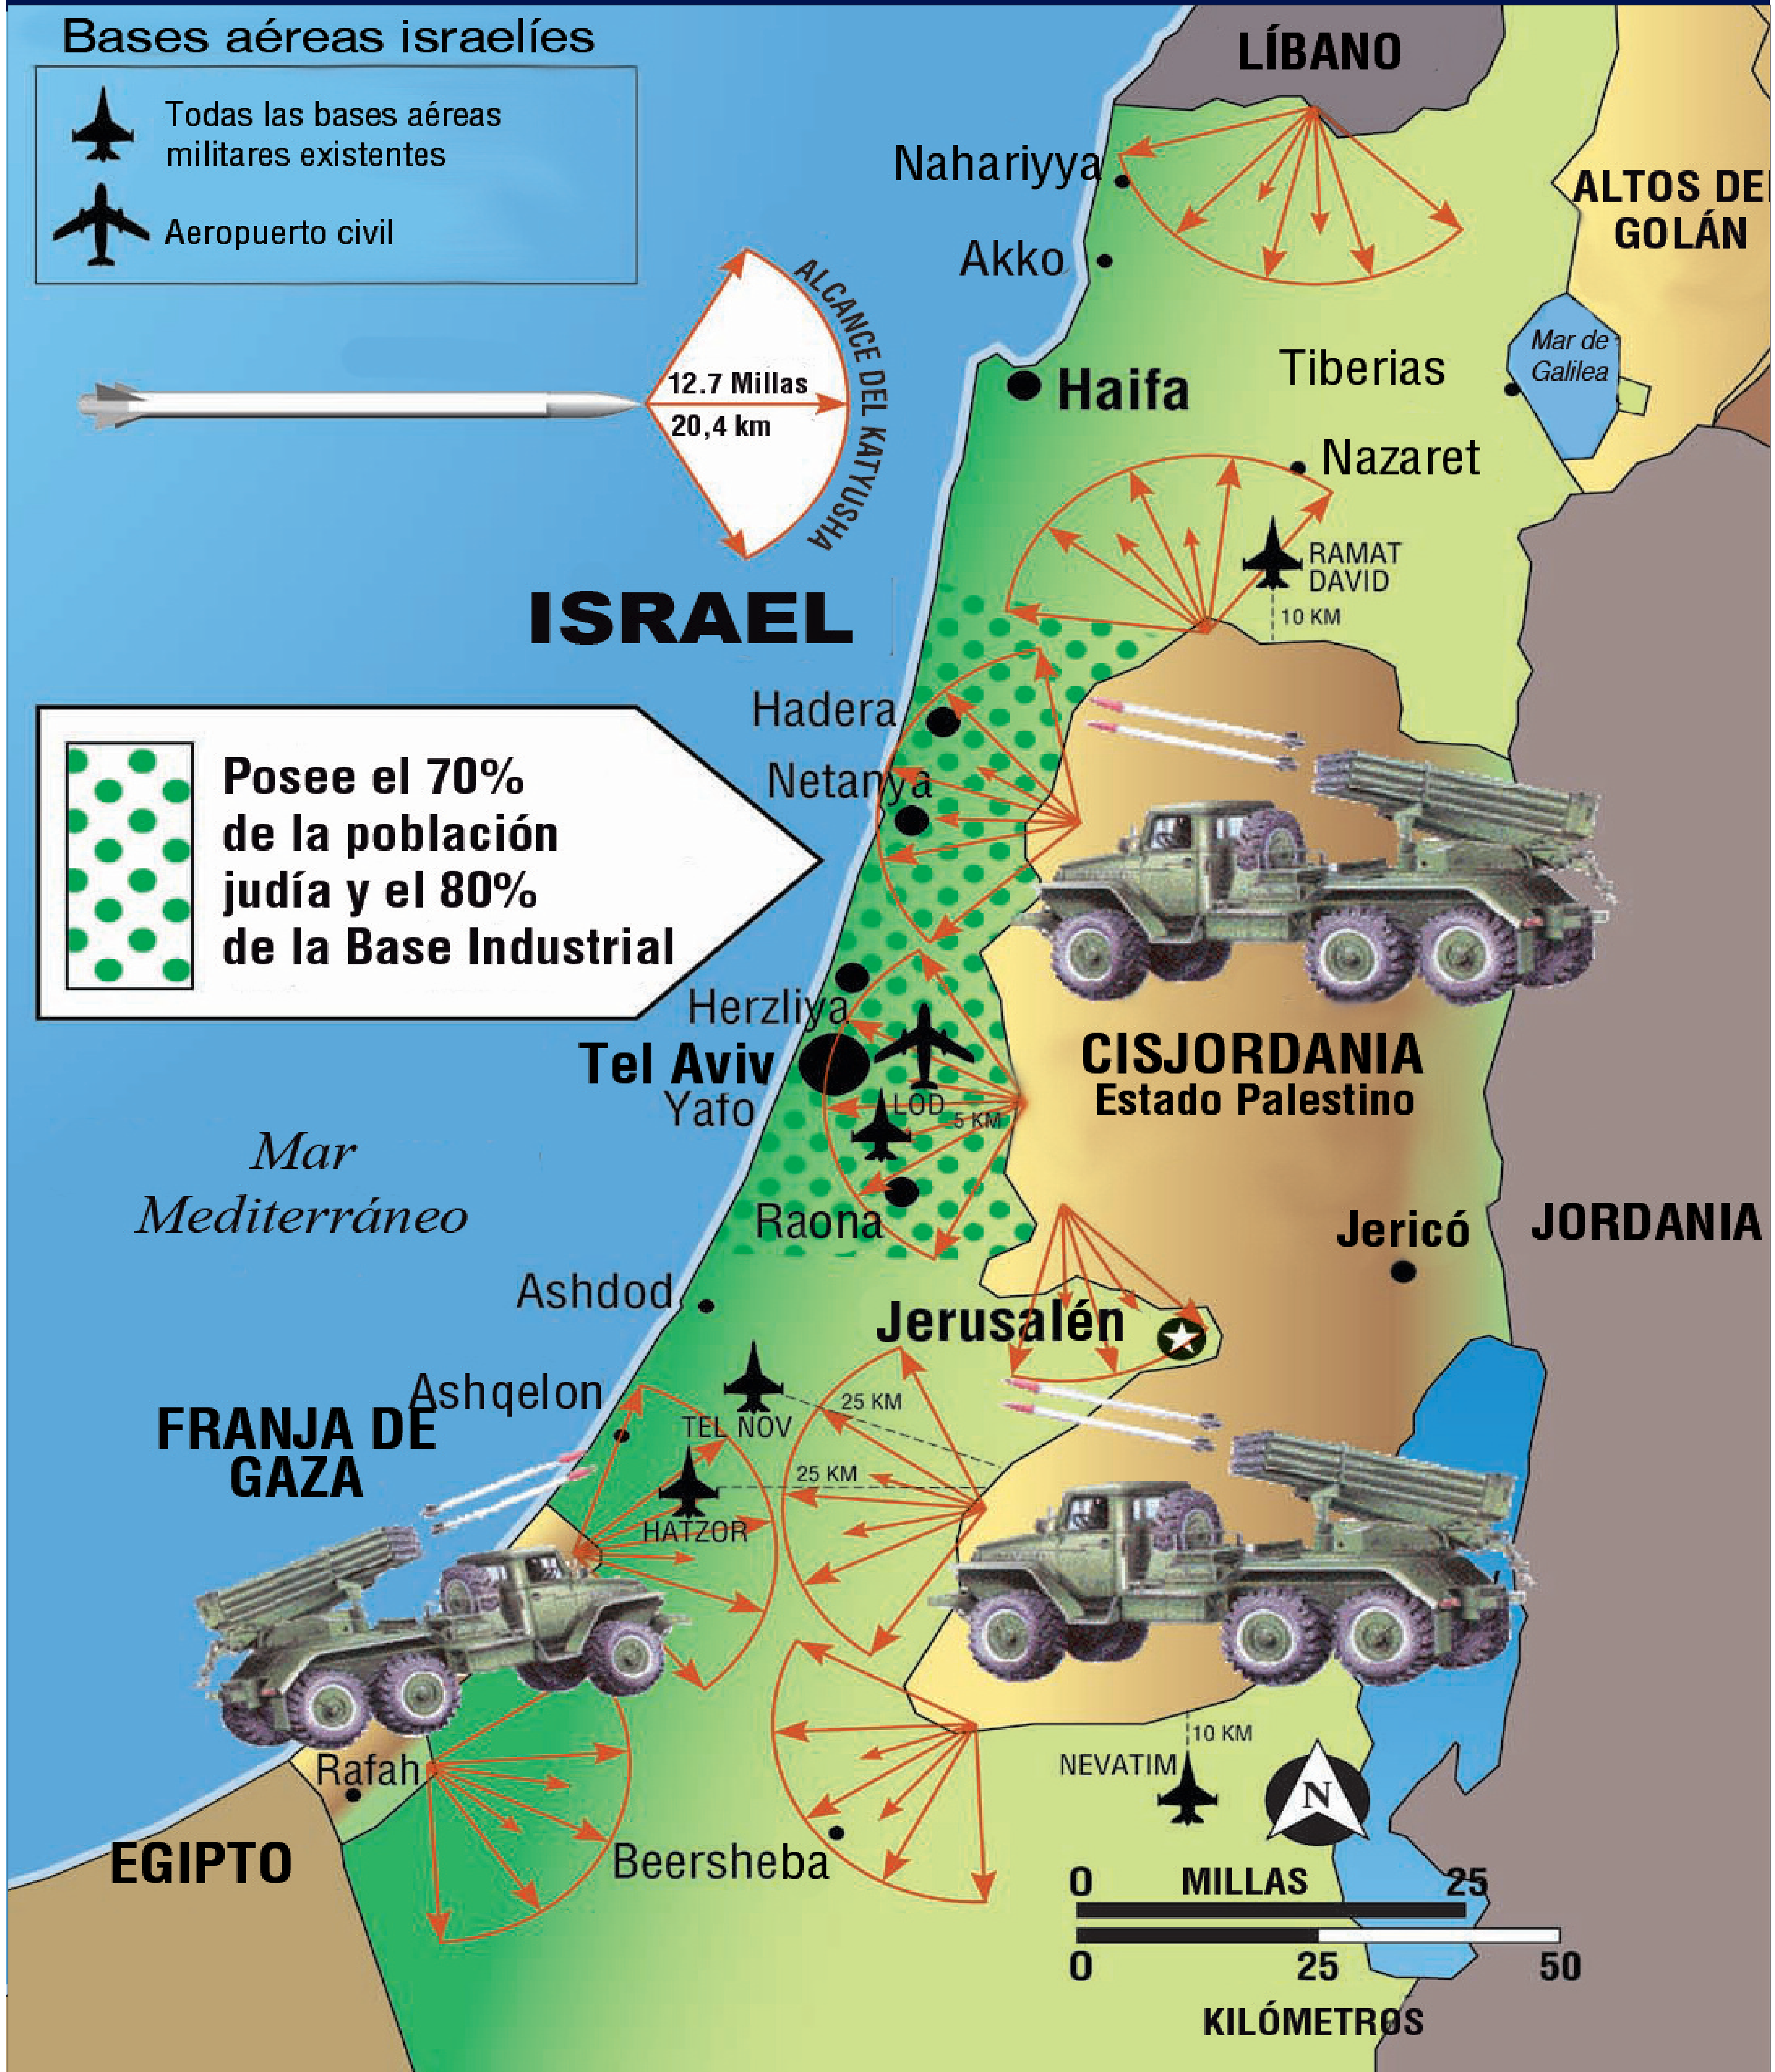 Bases aéreas israelíes
Todas las bases aéreas
militares existentes
Aeropuerto civil
LÍBANO
Nahariyya
ALTOS DEL
GOLÁN
Akko
ALCANCE DEL KATYUSHA
12.7 Millas
20,4 km
Mar de
Galilea
Tiberias
Haifa
Nazaret
RAMAT
DAVID
10 KM
ISRAEL
Hadera
Netanya
Posee el 70%
de la población
judía y el 80%
de la Base Industrial
Herzliya
Tel Aviv
Yafo
LOD
5 KM
CISJORDANIA
Estado Palestino
Mar
Mediterráneo
Raona
Jericó
JORDANIA
Ashdod
Jerusalén
Ashqelon
FRANJA DE
GAZA
TEL NOV
25 KM
25 KM
HATZOR
10 KM
NEVATIM
N
Rafah
EGIPTO
Beersheba
0 MILLAS 25
0 25 50
KILÓMETROS